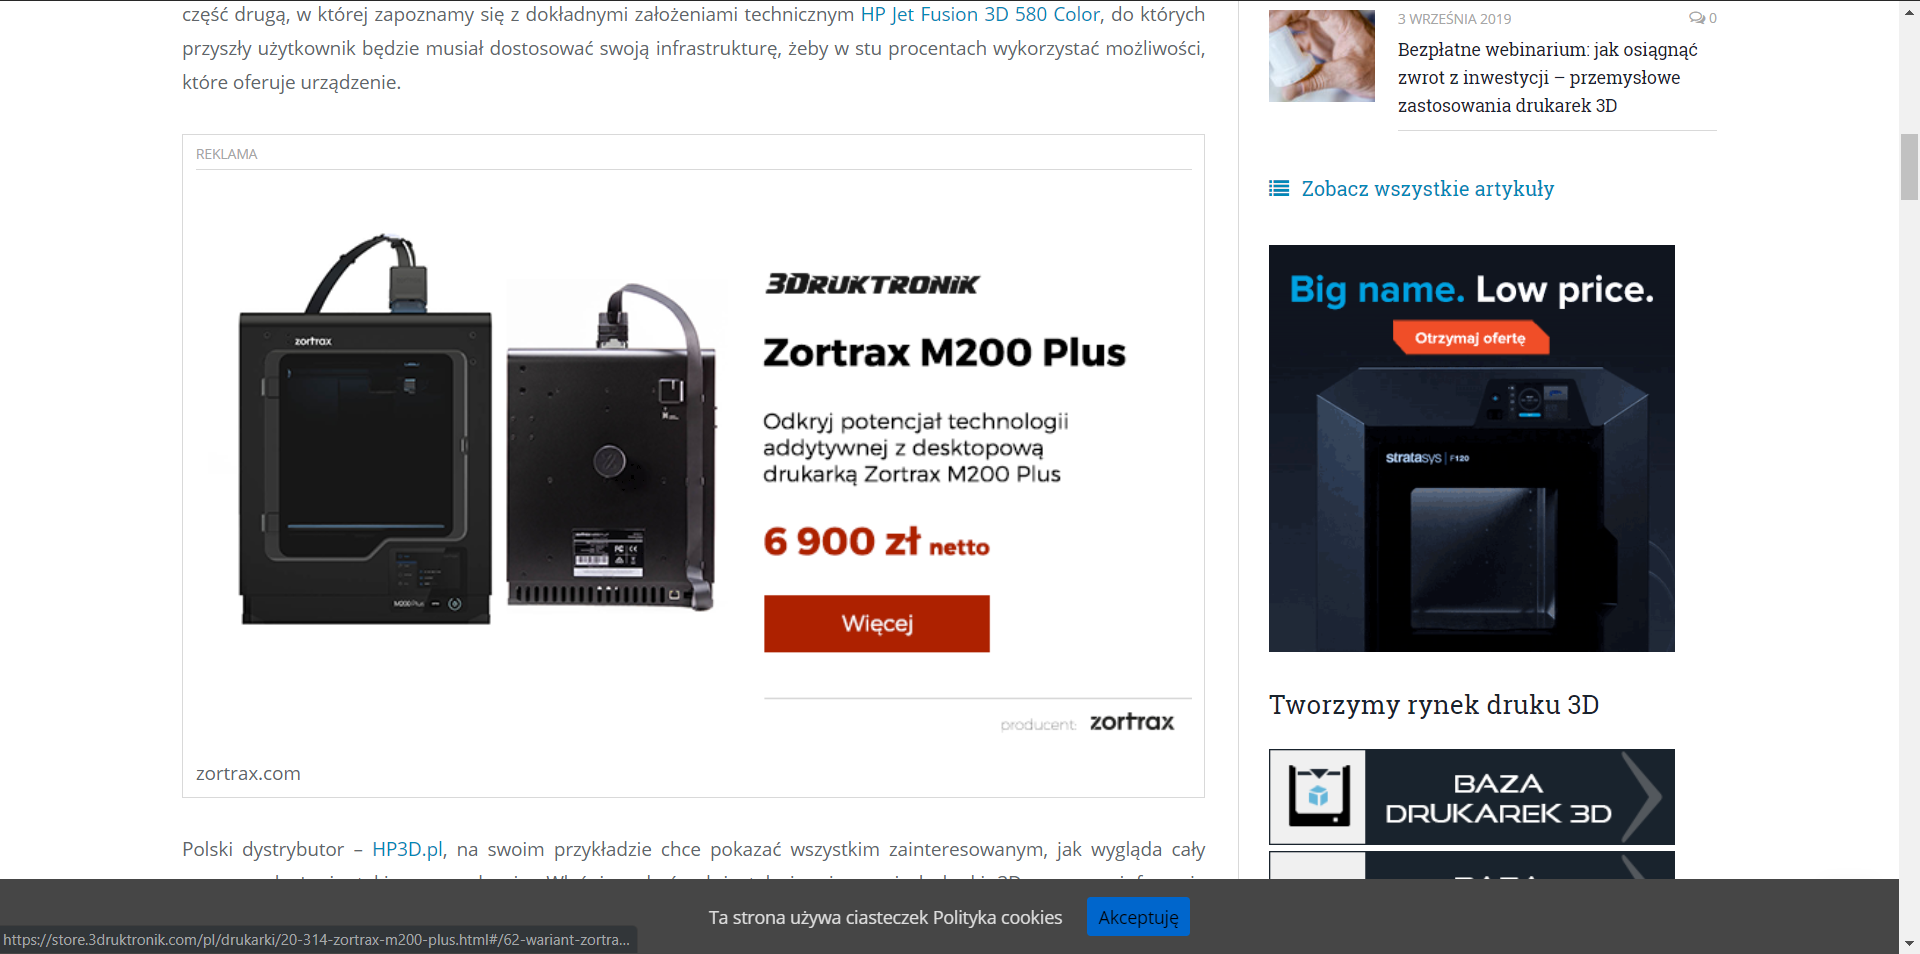 część drugą, w której zapoznamy się z dokładnymi założeniami technicznym HP Jet Fusion 3D 580 Color, do których
przyszły użytkownik będzie musiał dostosować swoją infrastrukturę, żeby w stu procentach wykorzystać możliwości,
które oferuje urządzenie.
REKLAMA
zortrax
M200 Plus
3DRUKTRONIK
Zortrax M200 Plus
Odkryj potencjał technologii
addytywnej z desktopową
drukarką Zortrax M200 Plus
6 900 zł netto
Więcej
producent: zortrax
zortrax.com
Polski dystrybutor – HP3D.pl, na swoim przykładzie chce pokazać wszystkim zainteresowanym, jak wygląda cały
3 WRZEŚNIA 2019
0
Bezpłatne webinarium: jak osiągnąć
zwrot z inwestycji – przemysłowe
zastosowania drukarek 3D
Zobacz wszystkie artykuły
Big name. Low price.
Otrzymaj ofertę
stratasys | F120
Tworzymy rynek druku 3D
BAZA
DRUKAREK 3D
BAZA
Ta strona używa ciasteczek Polityka cookies
Akceptuję
https://store.3druktronik.com/pl/drukarki/20-314-zortrax-m200-plus.html#/62-wariant-zortra...